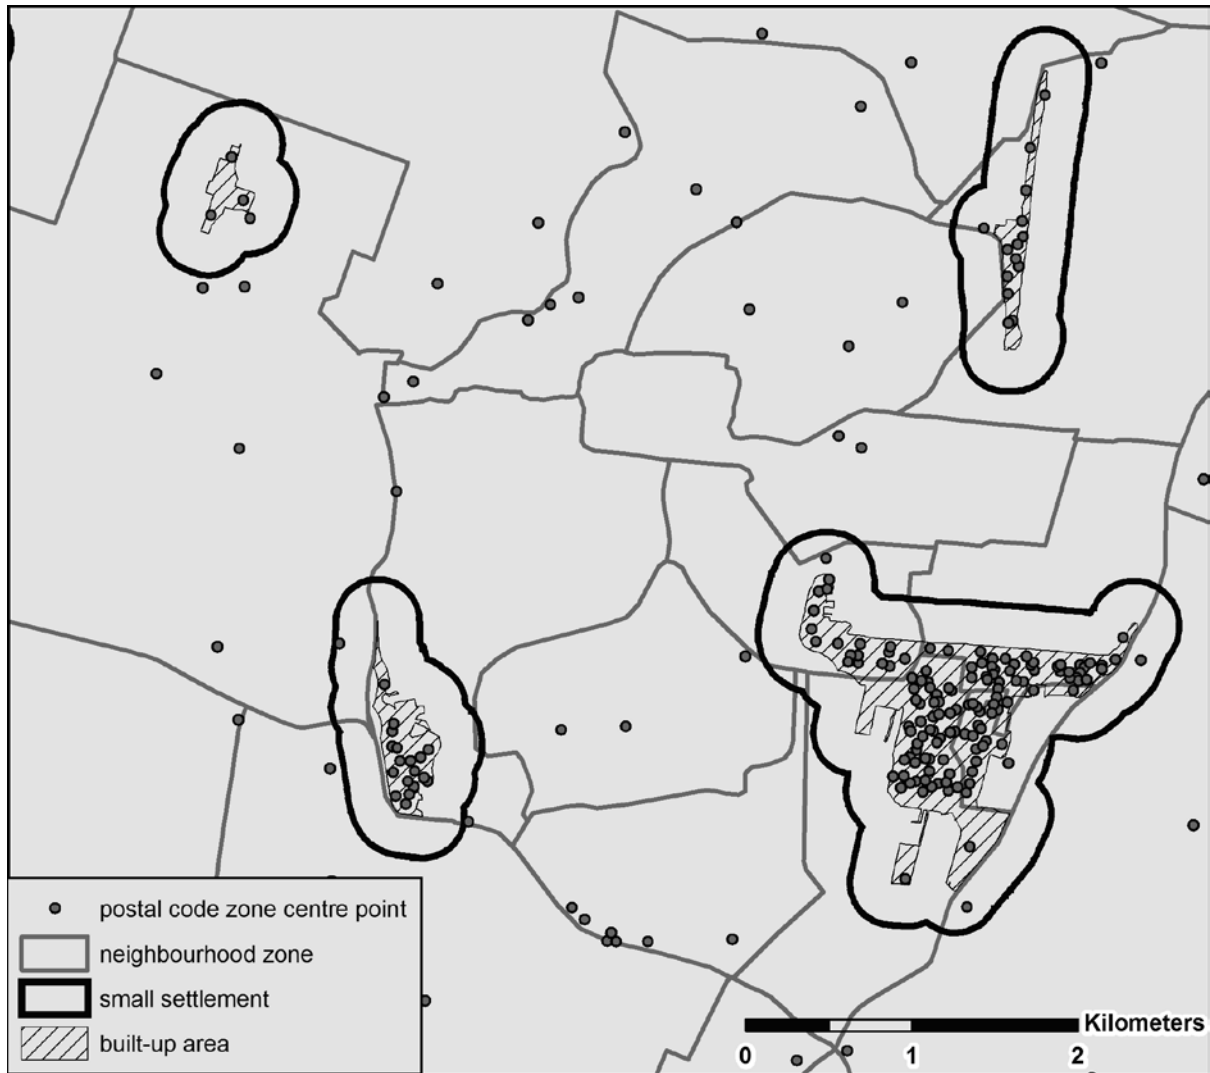 postal code zone centre point
neighbourhood zone
small settlement
built-up area
Kilometers
0 1 2